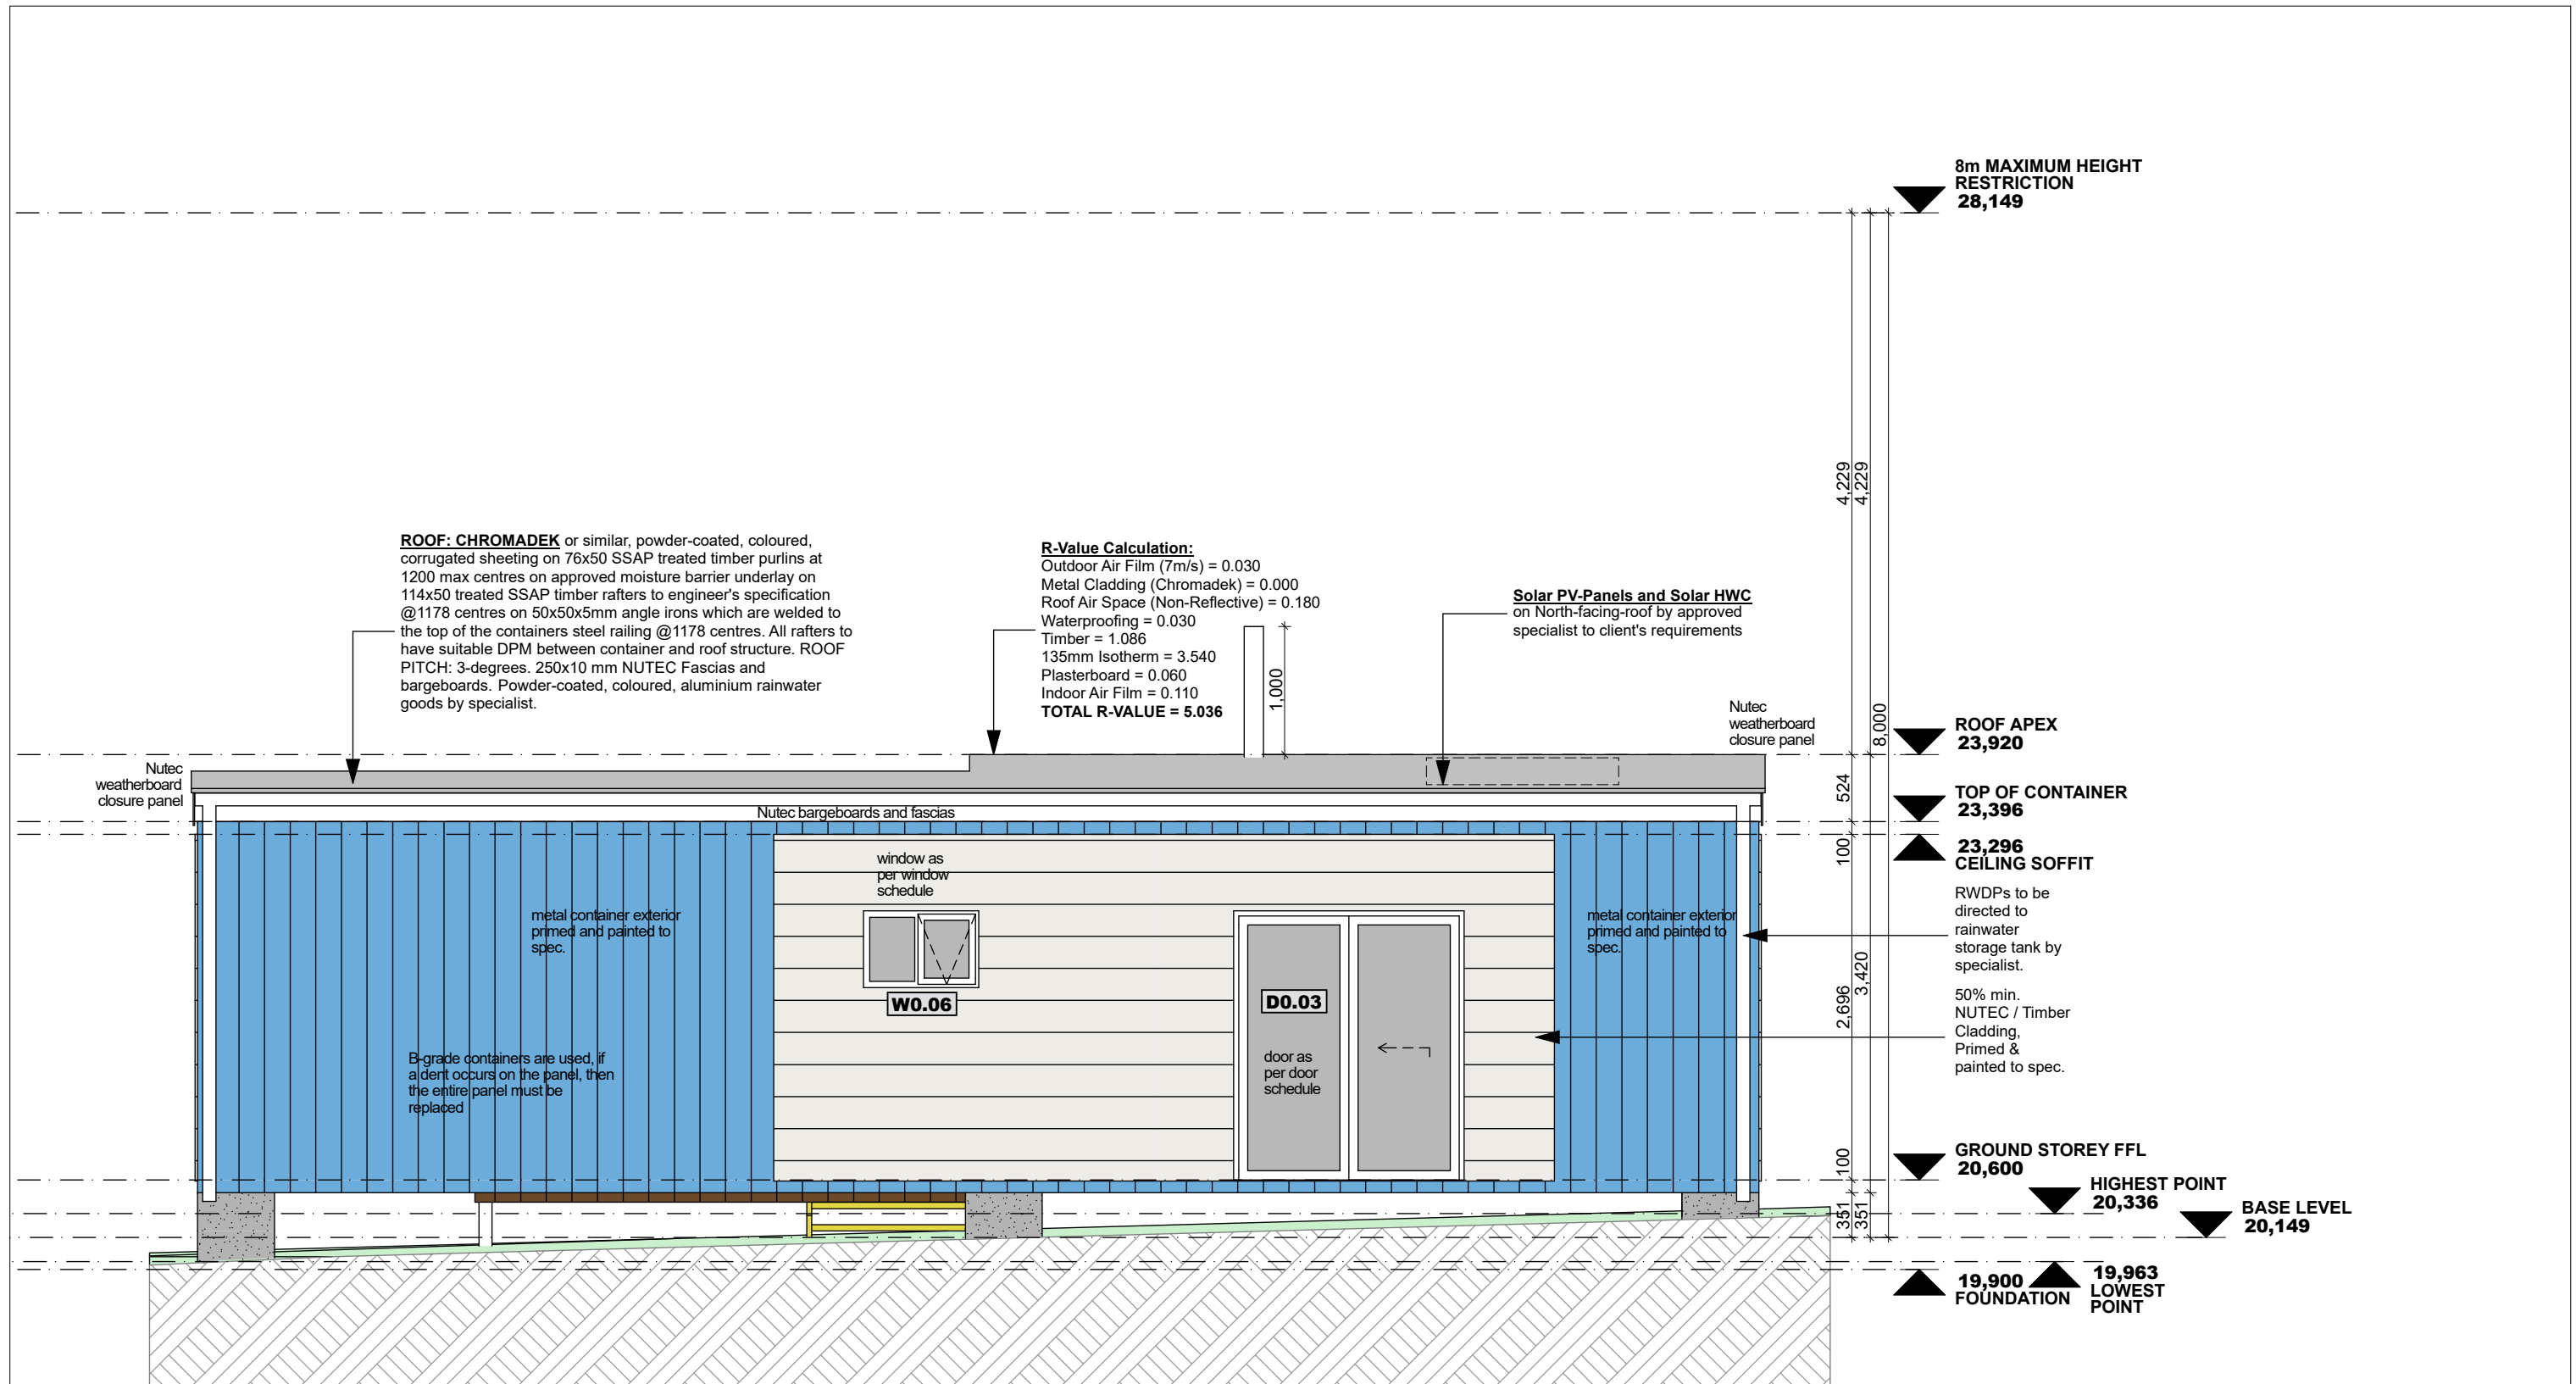 8m MAXIMUM HEIGHT
RESTRICTION
28,149
4,229
4,229
8,000
ROOF: CHROMADEK or similar, powder-coated, coloured,
corrugated sheeting on 76x50 SSAP treated timber purlins at
1200 max centres on approved moisture barrier underlay on
114x50 treated SSAP timber rafters to engineer's specification
@1178 centres on 50x50x5mm angle irons which are welded to
the top of the containers steel railing @1178 centres. All rafters to
have suitable DPM between container and roof structure. ROOF
PITCH: 3-degrees. 250x10 mm NUTEC Fascias and
bargeboards. Powder-coated, coloured, aluminium rainwater
goods by specialist.
R-Value Calculation:
Outdoor Air Film (7m/s) = 0.030
Metal Cladding (Chromadek) = 0.000
Roof Air Space (Non-Reflective) = 0.180
Waterproofing = 0.030
Timber = 1.086
135mm Isotherm = 3.540
Plasterboard = 0.060
Indoor Air Film = 0.110
TOTAL R-VALUE = 5.036
1,000
Solar PV-Panels and Solar HWC
on North-facing-roof by approved
specialist to client's requirements
Nutec
weatherboard
closure panel
ROOF APEX
23,920
Nutec
weatherboard
closure panel
524
TOP OF CONTAINER
23,396
Nutec bargeboards and fascias
100
23,296
CEILING SOFFIT
window as
per window
schedule
metal container exterior
primed and painted to
spec.
metal container exterior
primed and painted to
spec.
RWDPs to be
directed to
rainwater
storage tank by
specialist.
W0.06
D0.03
2,696
3,420
50% min.
NUTEC / Timber
Cladding,
Primed &
painted to spec.
B-grade containers are used, if
a dent occurs on the panel, then
the entire panel must be
replaced
door as
per door
schedule
100
GROUND STOREY FFL
20,600
351
351
HIGHEST POINT
20,336
BASE LEVEL
20,149
19,900
FOUNDATION
19,963
LOWEST
POINT